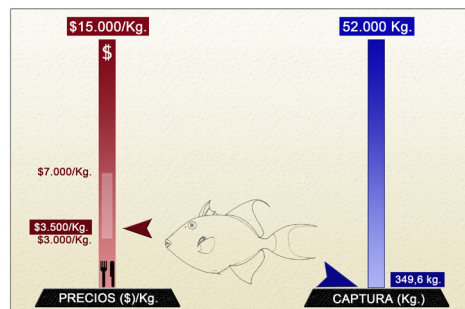 $15.000/Kg.
52.000 Kg.
$
$7.000/Kg.
$3.500/Kg.
$3.000/Kg.
349,6 kg.
PRECIOS ($)/Kg.
CAPTURA (Kg.)